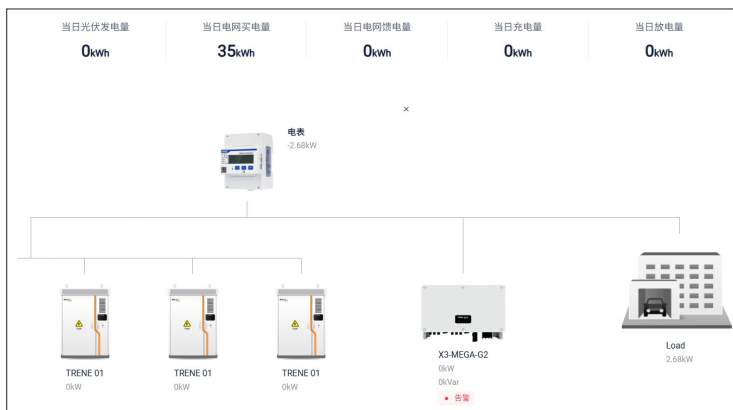 当日光伏发电量
0kWh
当日电网买电量
35kWh
当日电网馈电量
0kWh
当日充电量
0kWh
当日放电量
0kWh
×
电表
-2.68kW
TRENE 01
0kW
TRENE 01
0kW
TRENE 01
0kW
X3-MEGA-G2
0kW
0kVar
告警
Load
2.68kW